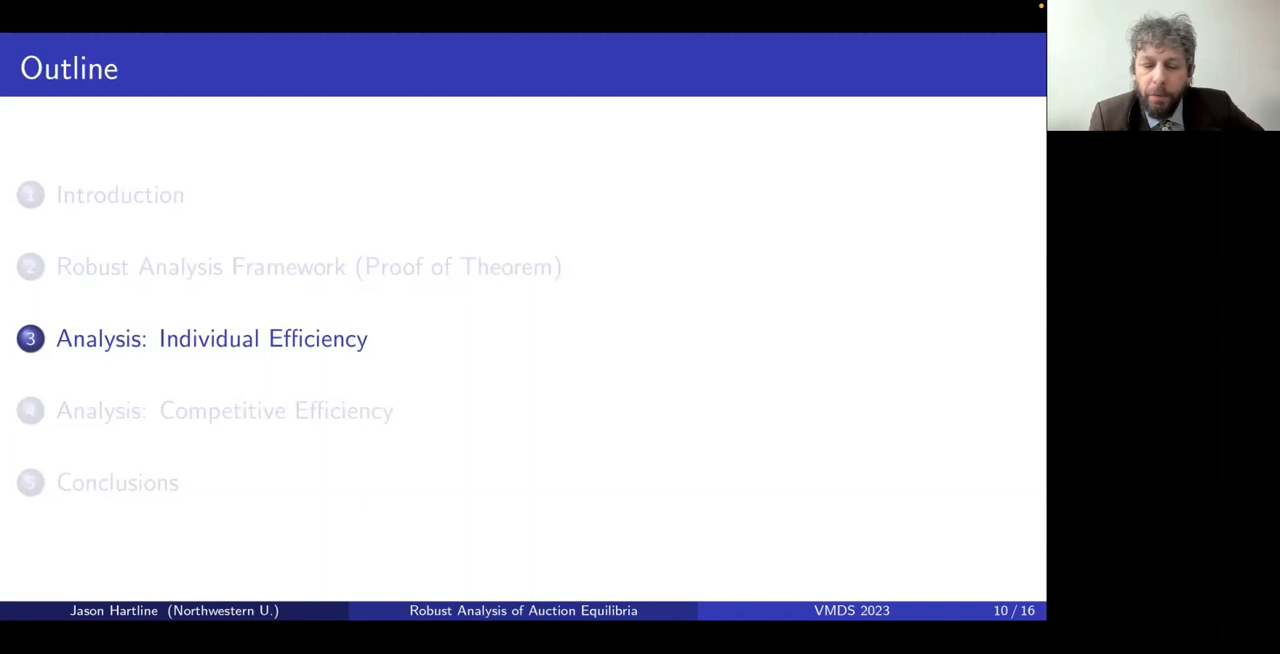 Outline
1 Introduction
2 Robust Analysis Framework (Proof of Theorem)
3 Analysis: Individual Efficiency
4 Analysis: Competitive Efficiency
5 Conclusions
Jason Hartline (Northwestern U.) Robust Analysis of Auction Equilibria VMDS 2023 10 / 16